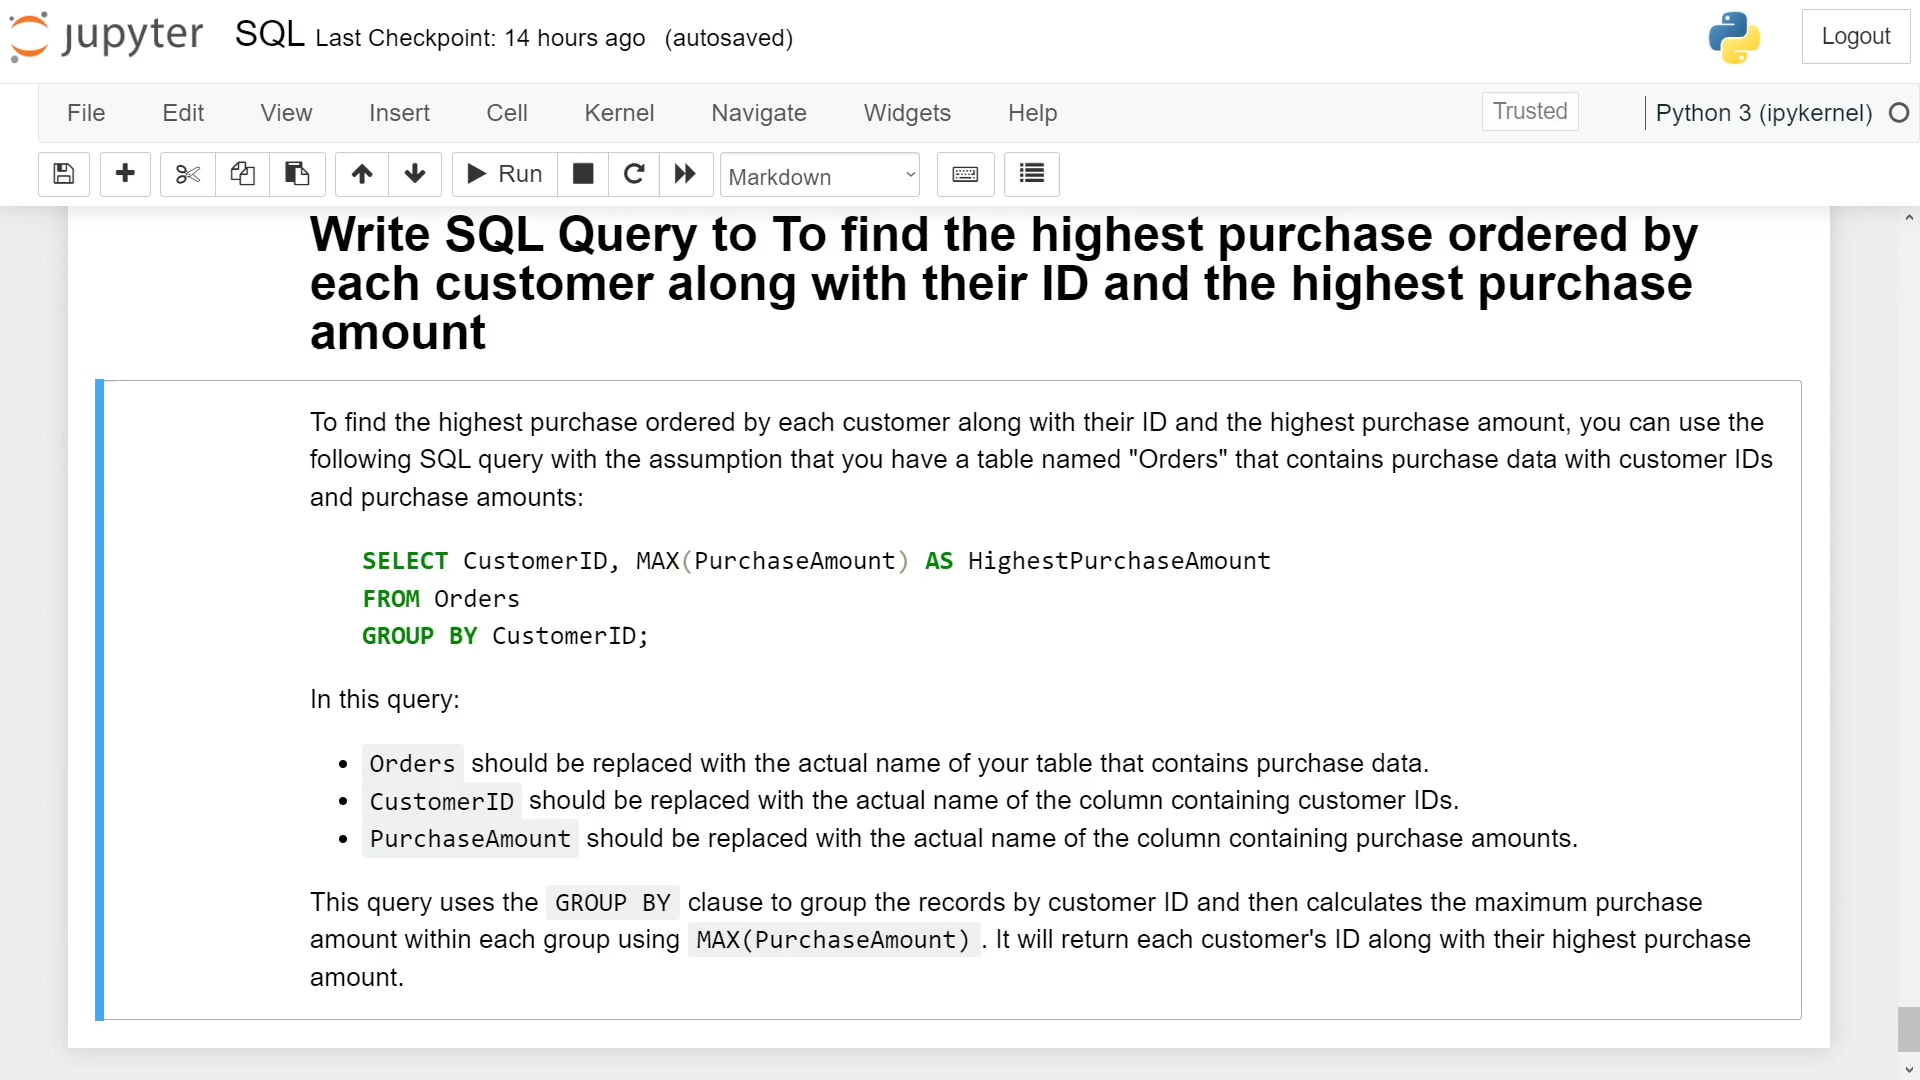 jupyter SQL Last Checkpoint: 14 hours ago (autosaved) Logout
File Edit View Insert Cell Kernel Navigate Widgets Help Trusted Python 3 (ipykernel)
Run Markdown
Write SQL Query to To find the highest purchase ordered by
each customer along with their ID and the highest purchase
amount
To find the highest purchase ordered by each customer along with their ID and the highest purchase amount, you can use the
following SQL query with the assumption that you have a table named "Orders" that contains purchase data with customer IDs
and purchase amounts:
SELECT CustomerID, MAX(PurchaseAmount) AS HighestPurchaseAmount
FROM Orders
GROUP BY CustomerID;
In this query:
• Orders should be replaced with the actual name of your table that contains purchase data.
• CustomerID should be replaced with the actual name of the column containing customer IDs.
• PurchaseAmount should be replaced with the actual name of the column containing purchase amounts.
This query uses the GROUP BY clause to group the records by customer ID and then calculates the maximum purchase
amount within each group using MAX(PurchaseAmount) . It will return each customer's ID along with their highest purchase
amount.